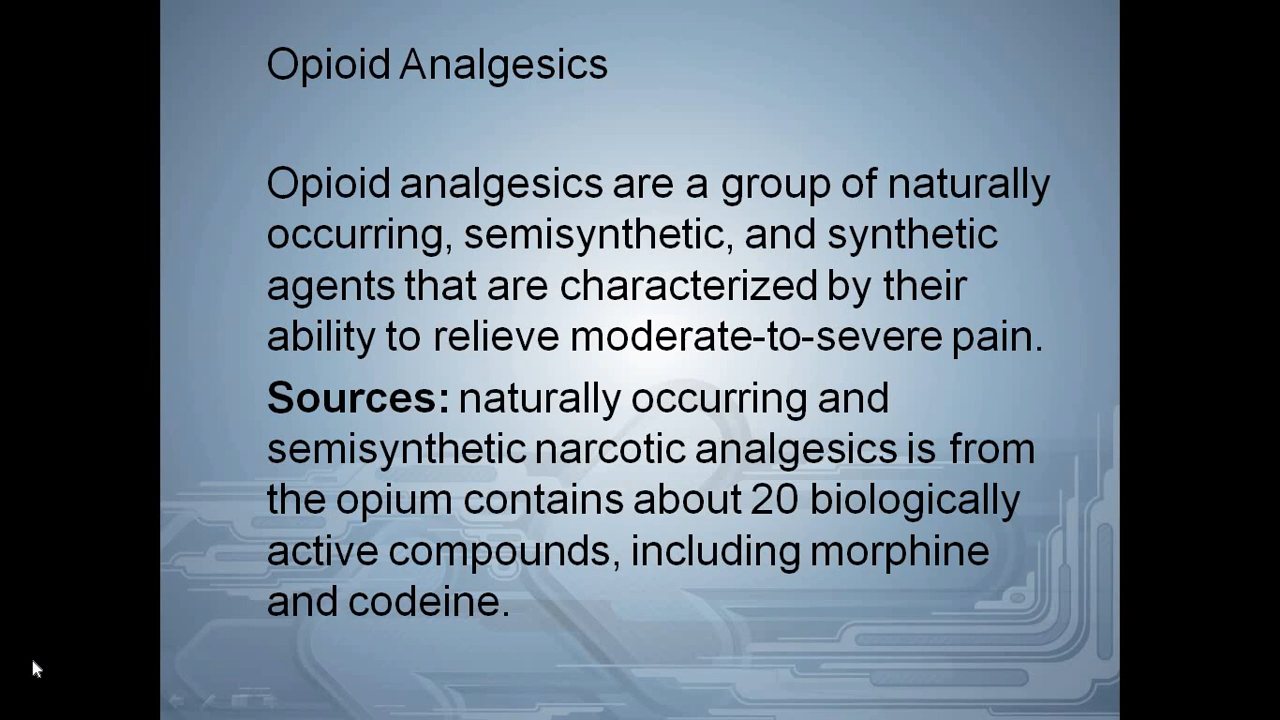 Opioid Analgesics
Opioid analgesics are a group of naturally
occurring, semisynthetic, and synthetic
agents that are characterized by their
ability to relieve moderate-to-severe pain.
Sources: naturally occurring and
semisynthetic narcotic analgesics is from
the opium contains about 20 biologically
active compounds, including morphine
and codeine.